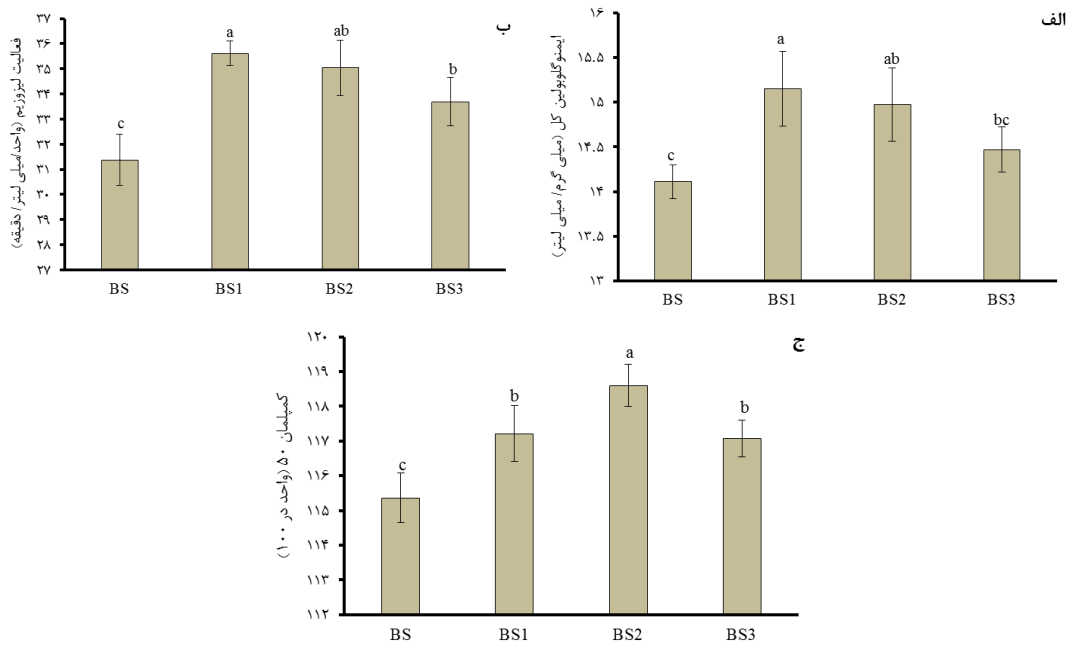 الف
ایمنوگلوبولین کل (میلی گرم/ میلی لیتر)
۱۶
۱۵.۵
۱۵
۱۴.۵
۱۴
۱۳.۵
۱۳
c
a
ab
bc
BS BS1 BS2 BS3
ب
فعالیت لیزوزیم (واحد/میلی لیتر/ دقیقه)
۳۷
۳۶
۳۵
۳۴
۳۳
۳۲
۳۱
۳۰
۲۹
۲۸
۲۷
c
a
ab
b
BS BS1 BS2 BS3
ج
کمپلمان ۵۰ (واحد در ۱۰۰)
۱۲۰
۱۱۹
۱۱۸
۱۱۷
۱۱۶
۱۱۵
۱۱۴
۱۱۳
۱۱۲
c
b
a
b
BS BS1 BS2 BS3